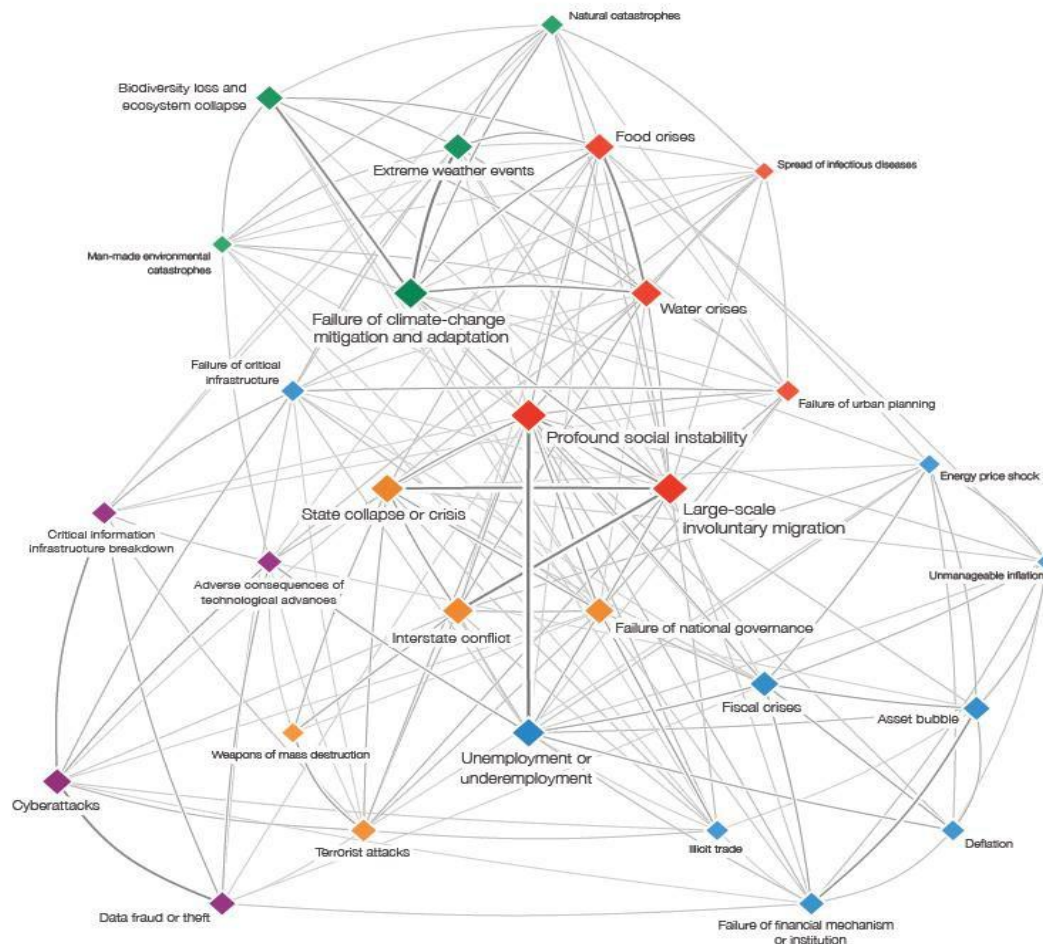 Natural catastrophes
Biodiversity loss and
ecosystem collapse
Food crises
Extreme weather events
Spread of infectious diseases
Man-made environmental
catastrophes
Failure of climate-change
mitigation and adaptation
Water crises
Failure of critical
infrastructure
Failure of urban planning
Profound social instability
Energy price shock
State collapse or crisis
Large-scale
involuntary migration
Critical information
infrastructure breakdown
Adverse consequences of
technological advances
Unmanageable inflation
Interstate conflict
Failure of national governance
Fiscal crises
Asset bubble
Weapons of mass destruction
Unemployment or
underemployment
Cyberattacks
Terrorist attacks
Illicit trade
Deflation
Data fraud or theft
Failure of financial mechanism
or institution